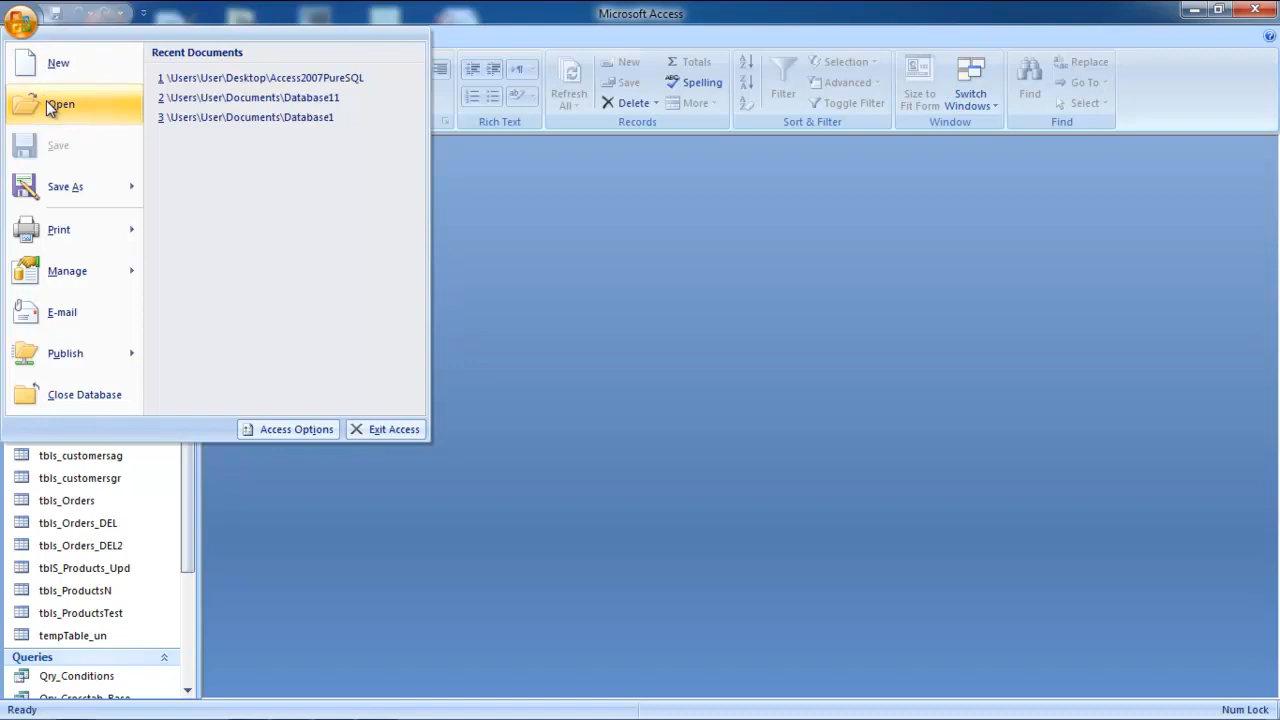 Microsoft Access
Recent Documents
New
1 \Users\User\Desktop\Access2007PureSQL
Open
2 \Users\User\Documents\Database11
3 \Users\User\Documents\Database1
Save
Save As
Print
Manage
E-mail
Publish
Close Database
Access Options
Exit Access
Rich Text
Refresh All
New
Save
Delete
Totals
Spelling
More
Records
Filter
Selection
Advanced
Toggle Filter
Sort & Filter
Size to Fit Form
Switch Windows
Window
Find
Replace
Go To
Select
Find
tbls_customersag
tbls_customersgr
tbls_Orders
tbls_Orders_DEL
tbls_Orders_DEL2
tblS_Products_Upd
tbls_ProductsN
tbls_ProductsTest
tempTable_un
Queries
Qry_Conditions
Qry_Crosstab_Base
Ready
Num Lock